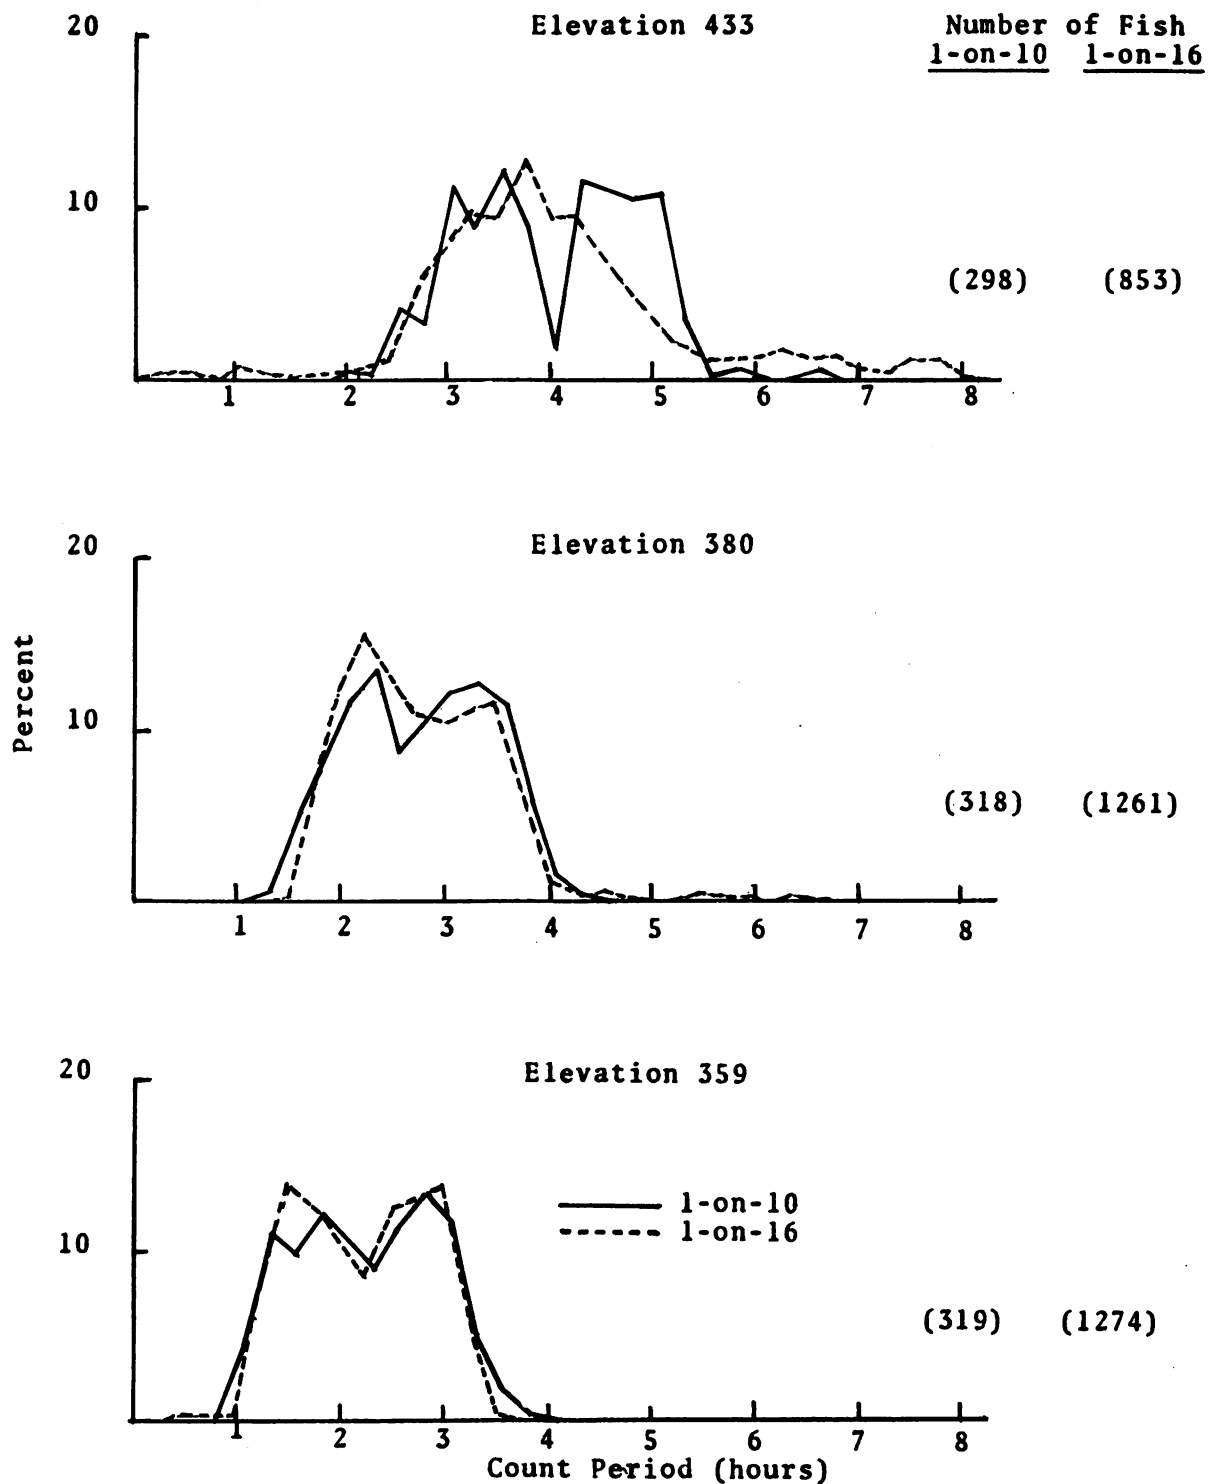 Elevation 433
Number of Fish
1-on-10 1-on-16
20
10
(298) (853)
1 2 3 4 5 6 7 8
Elevation 380
20
10
Percent
(318) (1261)
1 2 3 4 5 6 7 8
Elevation 359
20
10
1-on-10
1-on-16
(319) (1274)
1 2 3 4 5 6 7 8
Count Period (hours)